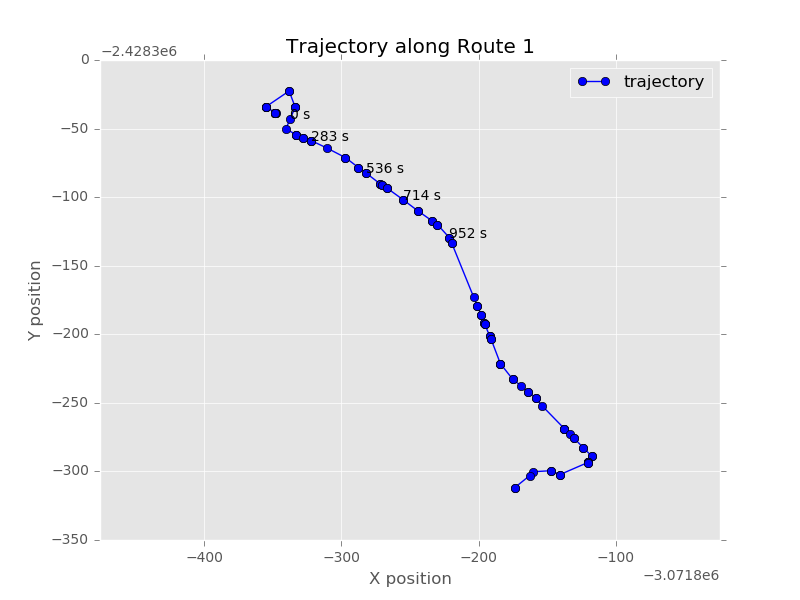 Trajectory along Route 1
−2.4283e6
0
−50
−100
−150
−200
−250
−300
−350
Y position
trajectory
0 s
283 s
536 s
714 s
952 s
−400
−300
−200
−100
X position
−3.0718e6